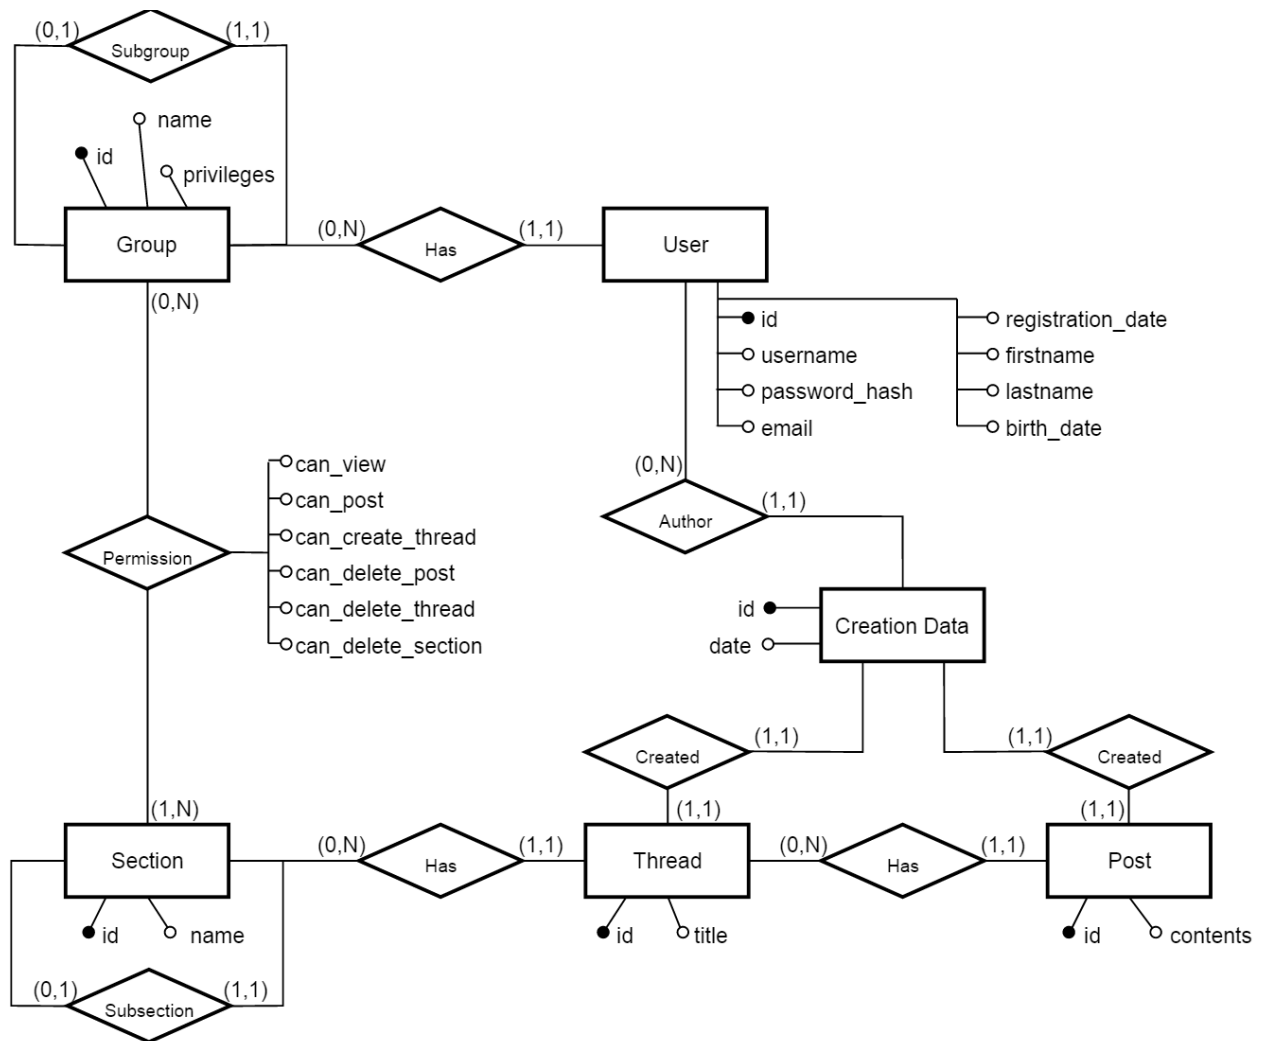 (0,1)
Subgroup
(1,1)
name
id
privileges
Group
(0,N)
Has
(1,1)
User
(0,N)
id
username
password_hash
email
registration_date
firstname
lastname
birth_date
can_view
can_post
can_create_thread
can_delete_post
can_delete_thread
can_delete_section
Permission
(0,N)
Author
(1,1)
id
date
Creation Data
Created
(1,1)
(1,1)
Created
(1,N)
(1,1)
(1,1)
Section
(0,N)
Has
(1,1)
Thread
(0,N)
Has
(1,1)
Post
id
name
id
title
id
contents
(0,1)
Subsection
(1,1)